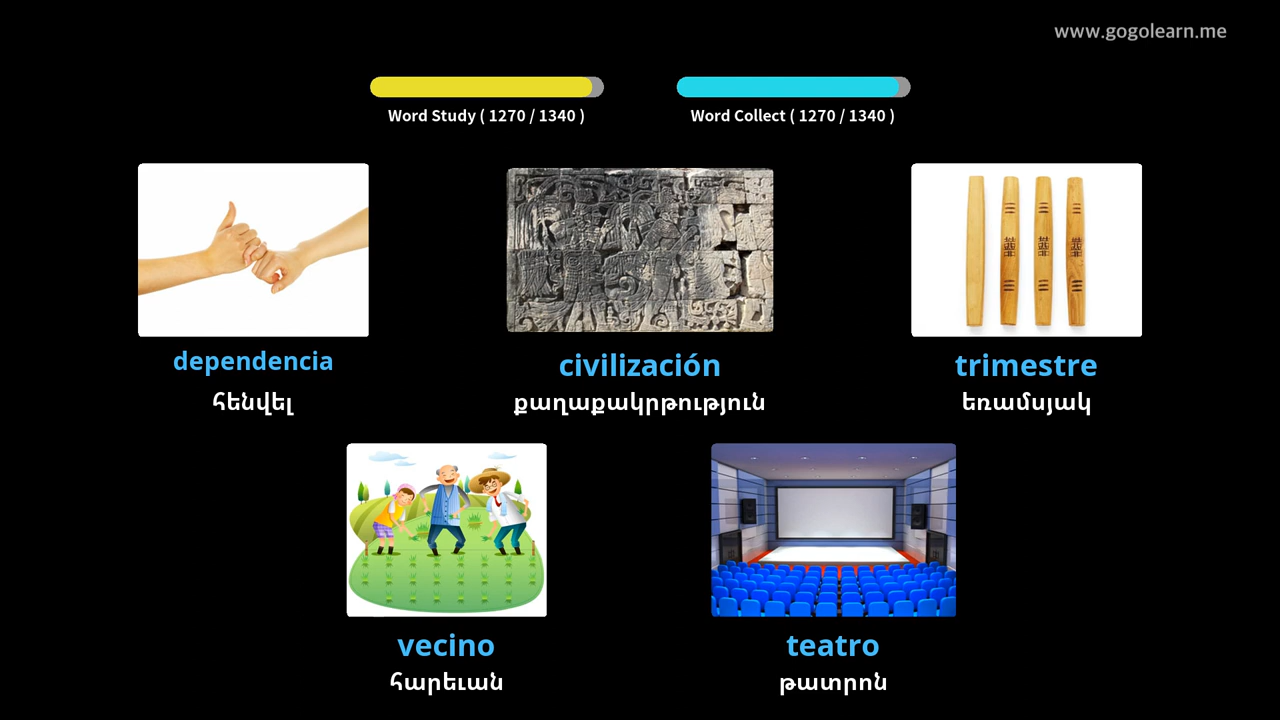 www.gogolearn.me
Word Study ( 1270 / 1340 )
Word Collect ( 1270 / 1340 )
dependencia
հենվել
civilización
քաղաքակրթություն
trimestre
եռամսյակ
vecino
հարեւան
teatro
թատրոն